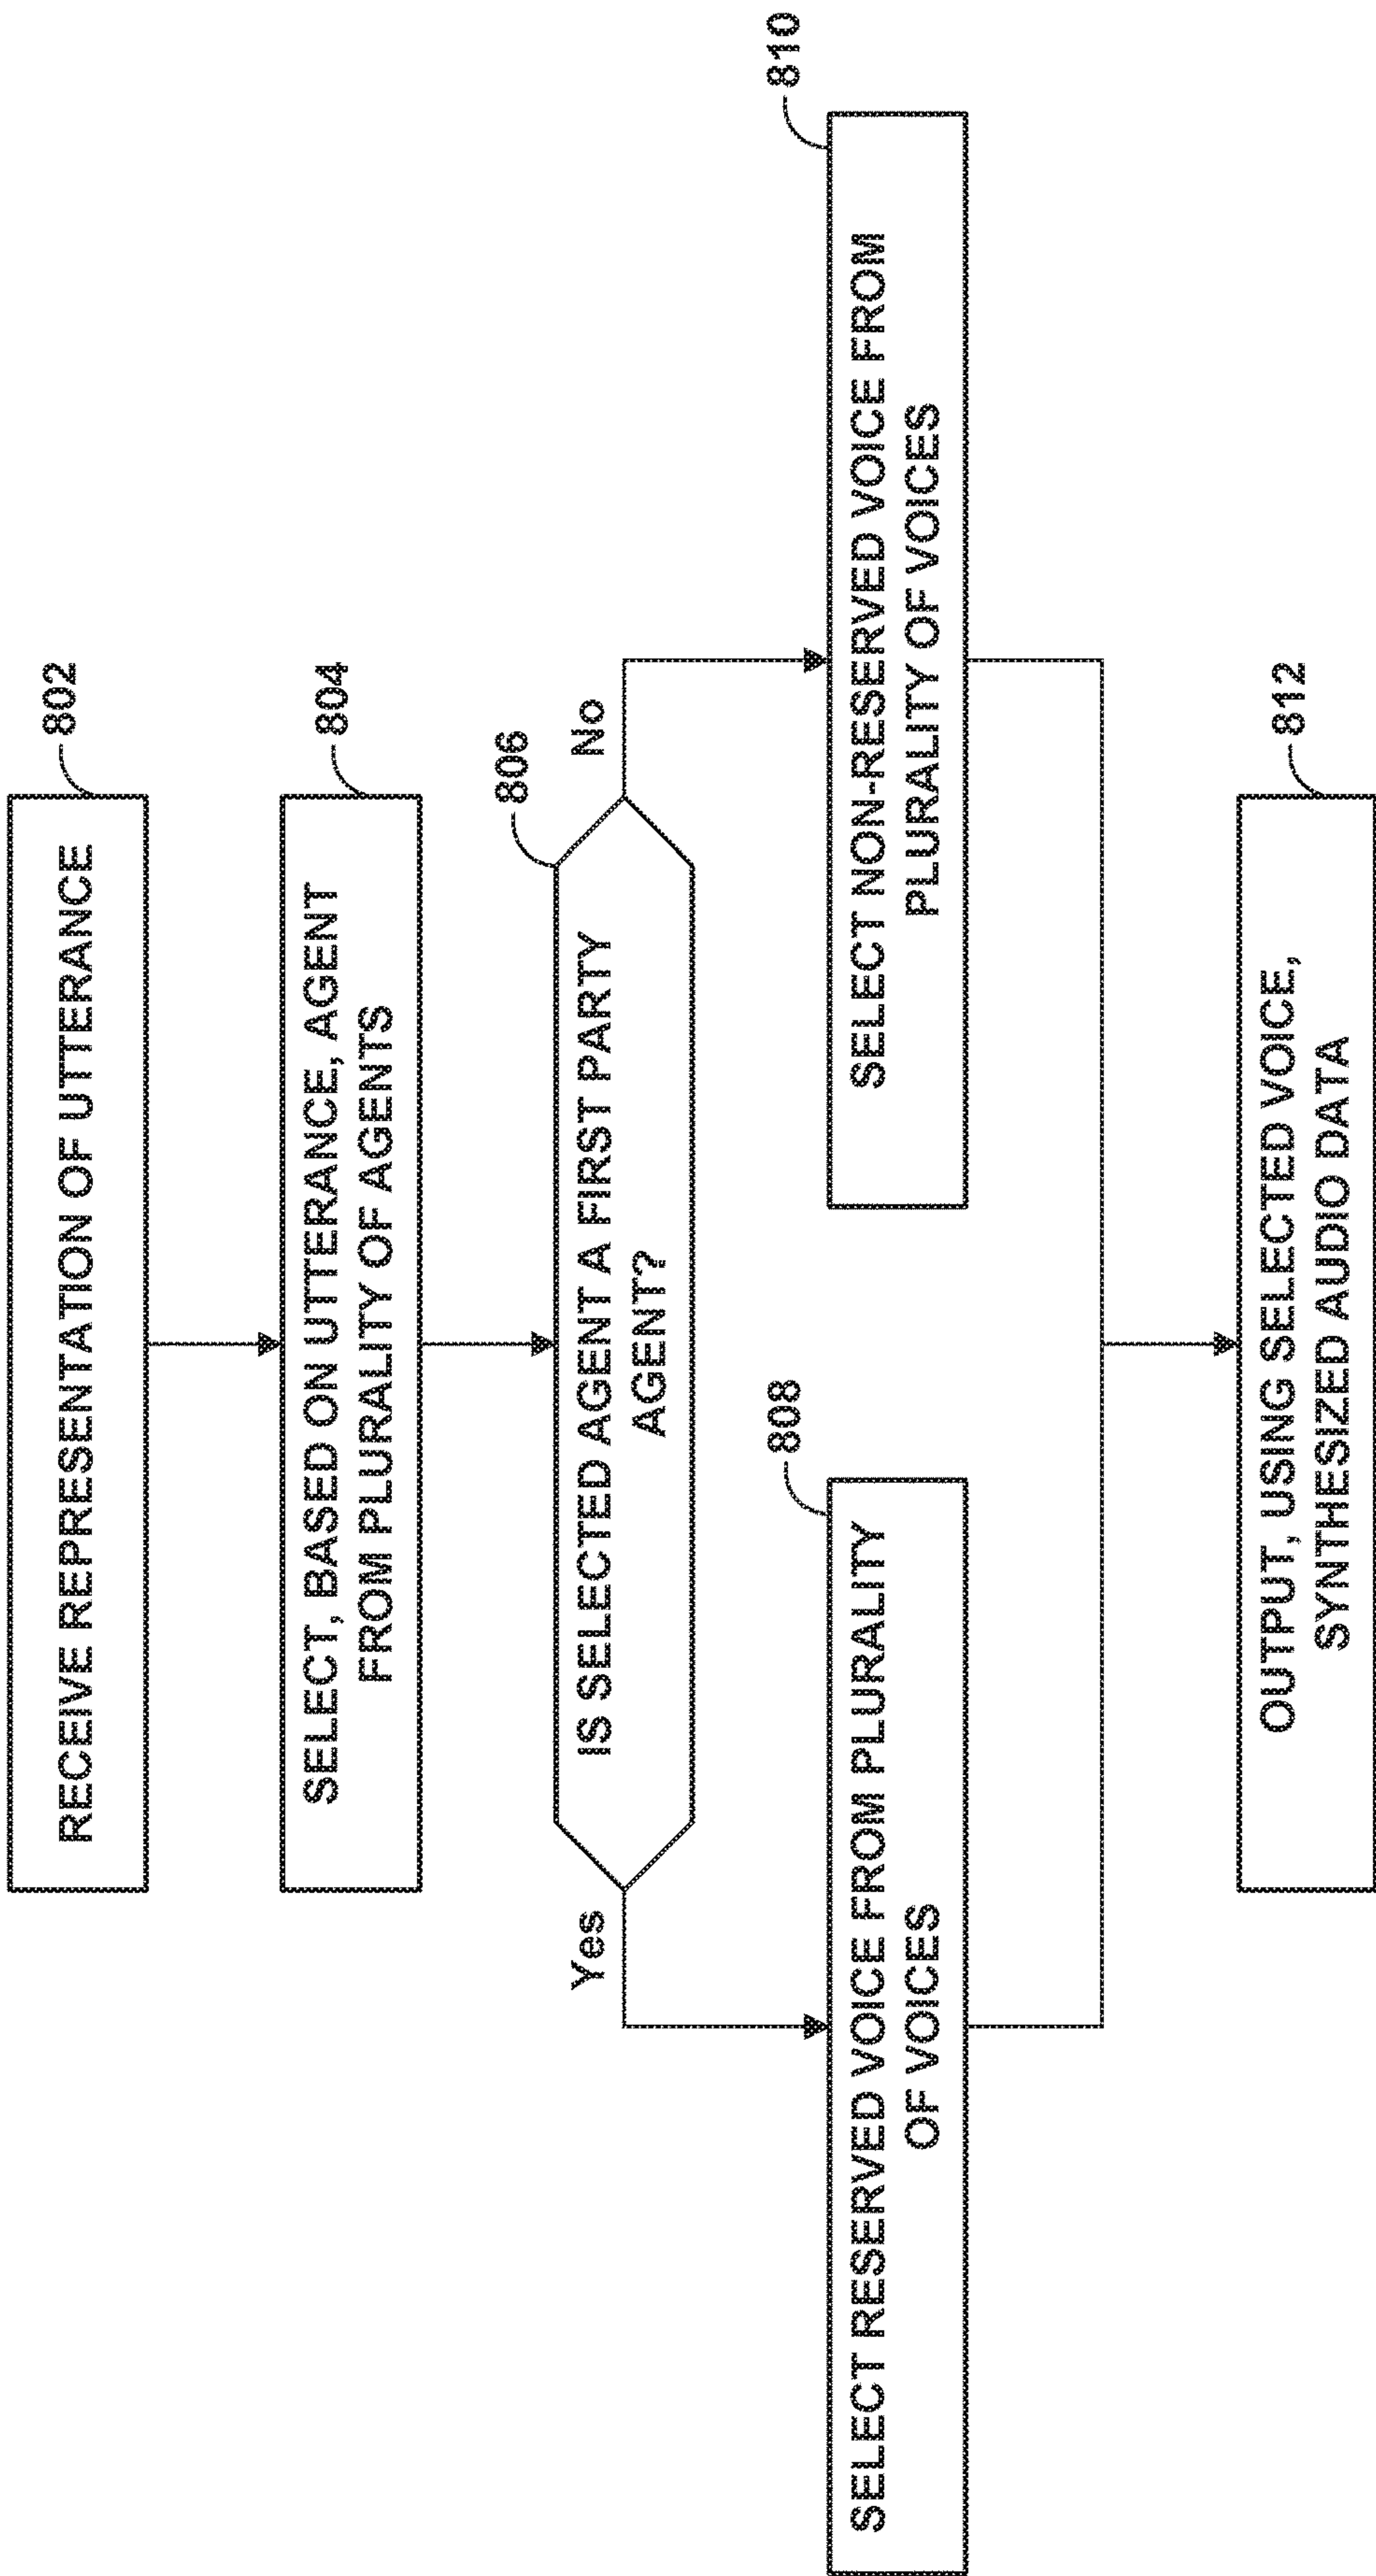 802
RECEIVE REPRESENTATION OF UTTERANCE
804
SELECT, BASED ON UTTERANCE, AGENT
FROM PLURALITY OF AGENTS
806
IS SELECTED AGENT A FIRST PARTY
AGENT?
Yes
No
808
SELECT RESERVED VOICE FROM PLURALITY
OF VOICES
810
SELECT NON-RESERVED VOICE FROM
PLURALITY OF VOICES
812
OUTPUT, USING SELECTED VOICE,
SYNTHESIZED AUDIO DATA